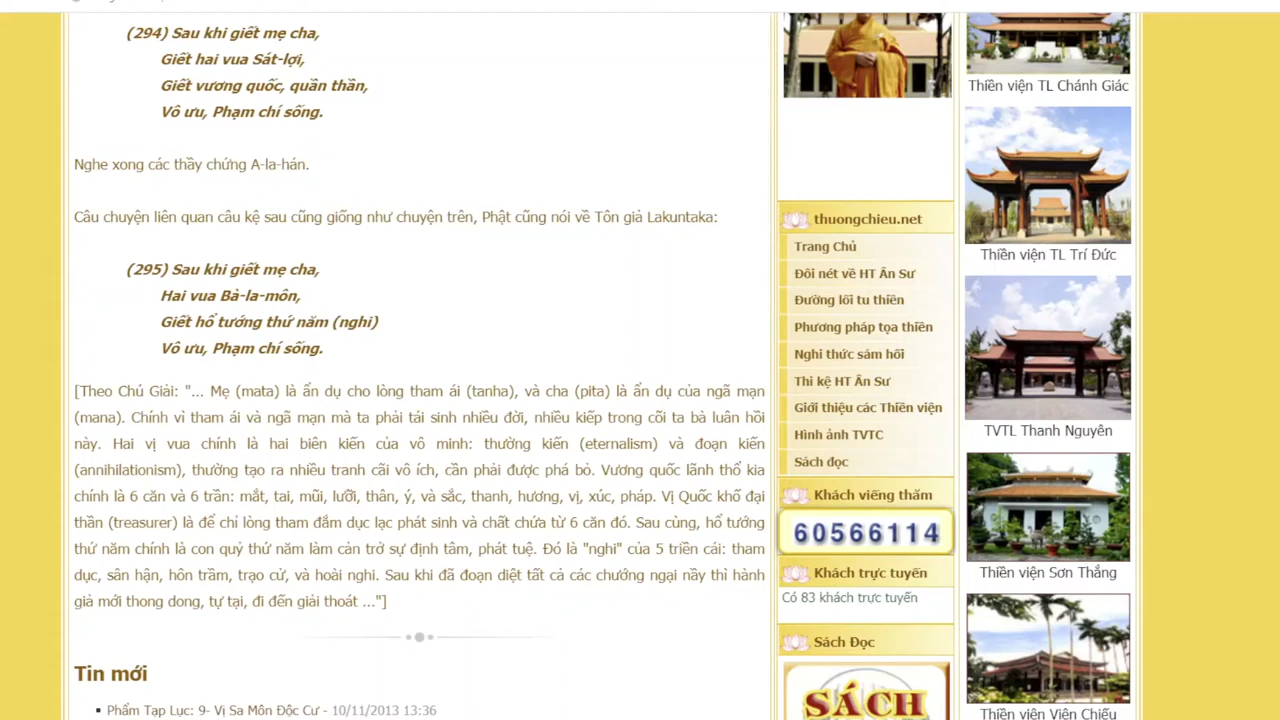 (294) Sau khi giết mẹ cha,
Giết hai vua Sát-lợi,
Giết vương quốc, quần thần,
Vô ưu, Phạm chí sống.
Nghe xong các thầy chứng A-la-hán.
Câu chuyện liên quan câu kệ sau cũng giống như chuyện trên, Phật cũng nói về Tôn giả Lakuntaka:
(295) Sau khi giết mẹ cha,
Hai vua Bà-la-môn,
Giết hổ tướng thứ năm (nghi)
Vô ưu, Phạm chí sống.
[Theo Chú Giải: "... Mẹ (mata) là ẩn dụ cho lòng tham ái (tanha), và cha (pita) là ẩn dụ của ngã mạn
(mana). Chính vì tham ái và ngã mạn mà ta phải tái sinh nhiều đời, nhiều kiếp trong cõi ta bà luân hồi
này. Hai vị vua chính là hai biên kiến của vô minh: thường kiến (eternalism) và đoạn kiến
(annihilationism), thường tạo ra nhiều tranh cãi vô ích, cần phải được phá bỏ. Vương quốc lãnh thổ kia
chính là 6 căn và 6 trần: mắt, tai, mũi, lưỡi, thân, ý, và sắc, thanh, hương, vị, xúc, pháp. Vị Quốc khố đại
thần (treasurer) là để chỉ lòng tham đắm dục lạc phát sinh và chất chứa từ 6 căn đó. Sau cùng, hổ tướng
thứ năm chính là con quỷ thứ năm làm cản trở sự định tâm, phát tuệ. Đó là "nghi" của 5 triền cái: tham
dục, sân hận, hôn trầm, trạo cử, và hoài nghi. Sau khi đã đoạn diệt tất cả các chướng ngại nầy thì hành
giả mới thong dong, tự tại, đi đến giải thoát ..."]
Tin mới
Phẩm Tạp Lục: 9- Vị Sa Môn Độc Cư - 10/11/2013 13:36
thuongchieu.net
Trang Chủ
Đôi nét về HT Ân Sư
Đường lối tu thiền
Phương pháp tọa thiền
Nghi thức sám hối
Thi kệ HT Ân Sư
Giới thiệu các Thiền viện
Hình ảnh TVTC
Sách đọc
Khách viếng thăm
60566114
Khách trực tuyến
Có 83 khách trực tuyến
Sách Đọc
SÁCH
Thiền viện TL Chánh Giác
Thiền viện TL Trí Đức
TVTL Thanh Nguyên
Thiền viện Sơn Thắng
Thiền viện Viên Chiếu